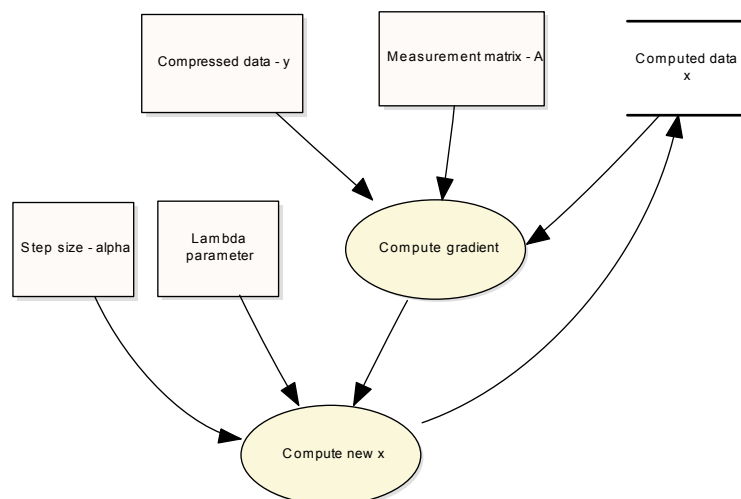 Compressed data - y
Measurement matrix - A
Computed data
x
Step size - alpha
Lambda
parameter
Compute gradient
Compute new x